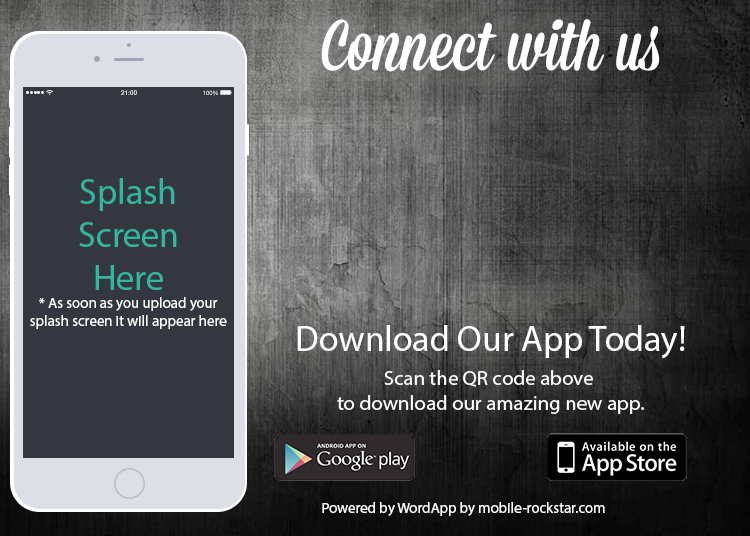 Connect with us
21:00
100%
Splash
Screen
Here
* As soon as you upload your
splash screen it will appear here
Download Our App Today!
Scan the QR code above
to download our amazing new app.
ANDROID APP ON
Google play
Available on the
App Store
Powered by WordApp by mobile-rockstar.com